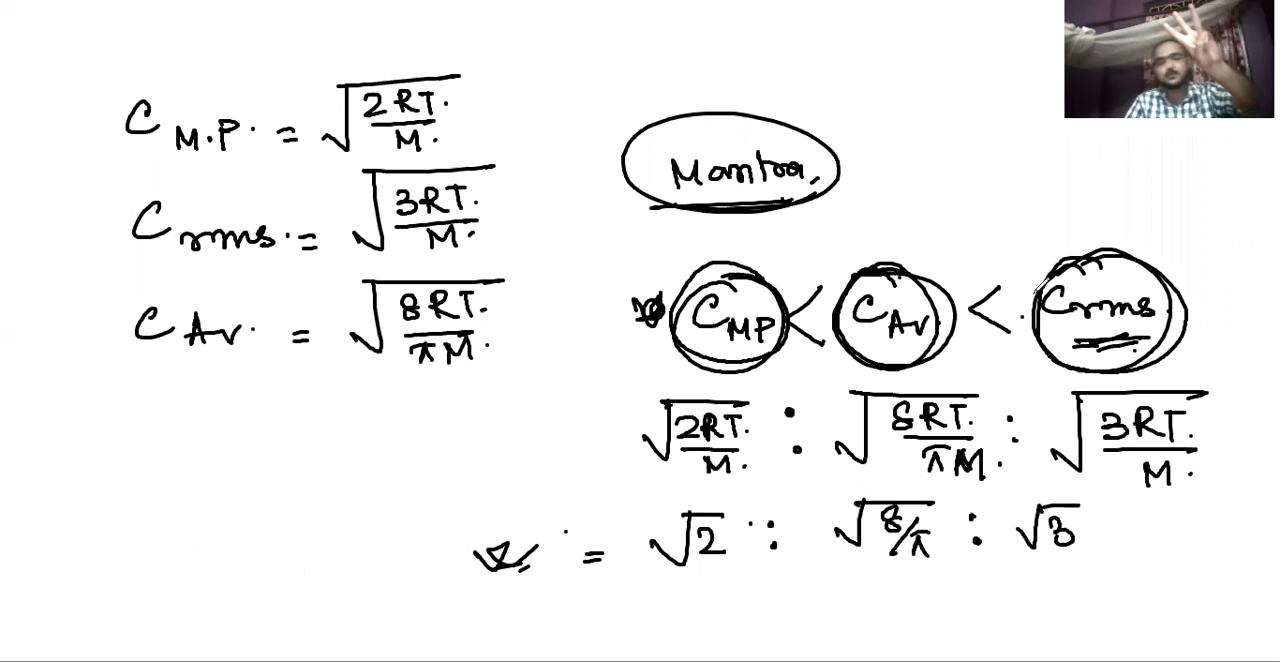 C M.P. = √2RT/M.
C rms. = √3RT./M.
C Av. = √8RT./πM.
Mantra,
C MP < C Av < C rms
√2RT./M. : √8RT./πM. : √3RT./M.
= √2 : √8/π : √3